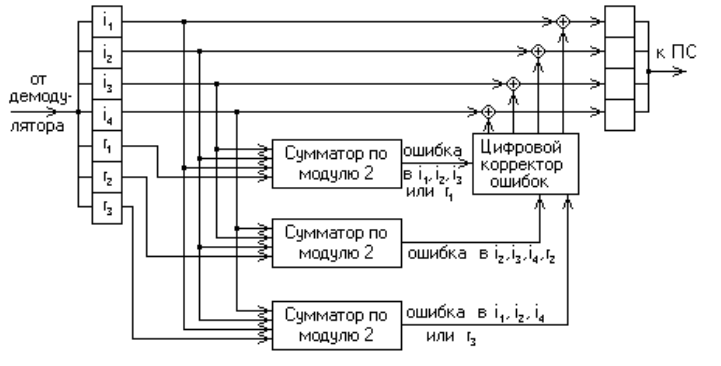 от
демоду-
лятора
i₁
i₂
i₃
i₄
r₁
r₂
r₃
к ПС
Сумматор по
модулю 2
ошибка
в i₁, i₂, i₃
или r₁
Цифровой
корректор
ошибок
Сумматор по
модулю 2
ошибка в i₂, i₃, i₄, r₂
Сумматор по
модулю 2
ошибка в i₁, i₂, i₄
или r₃